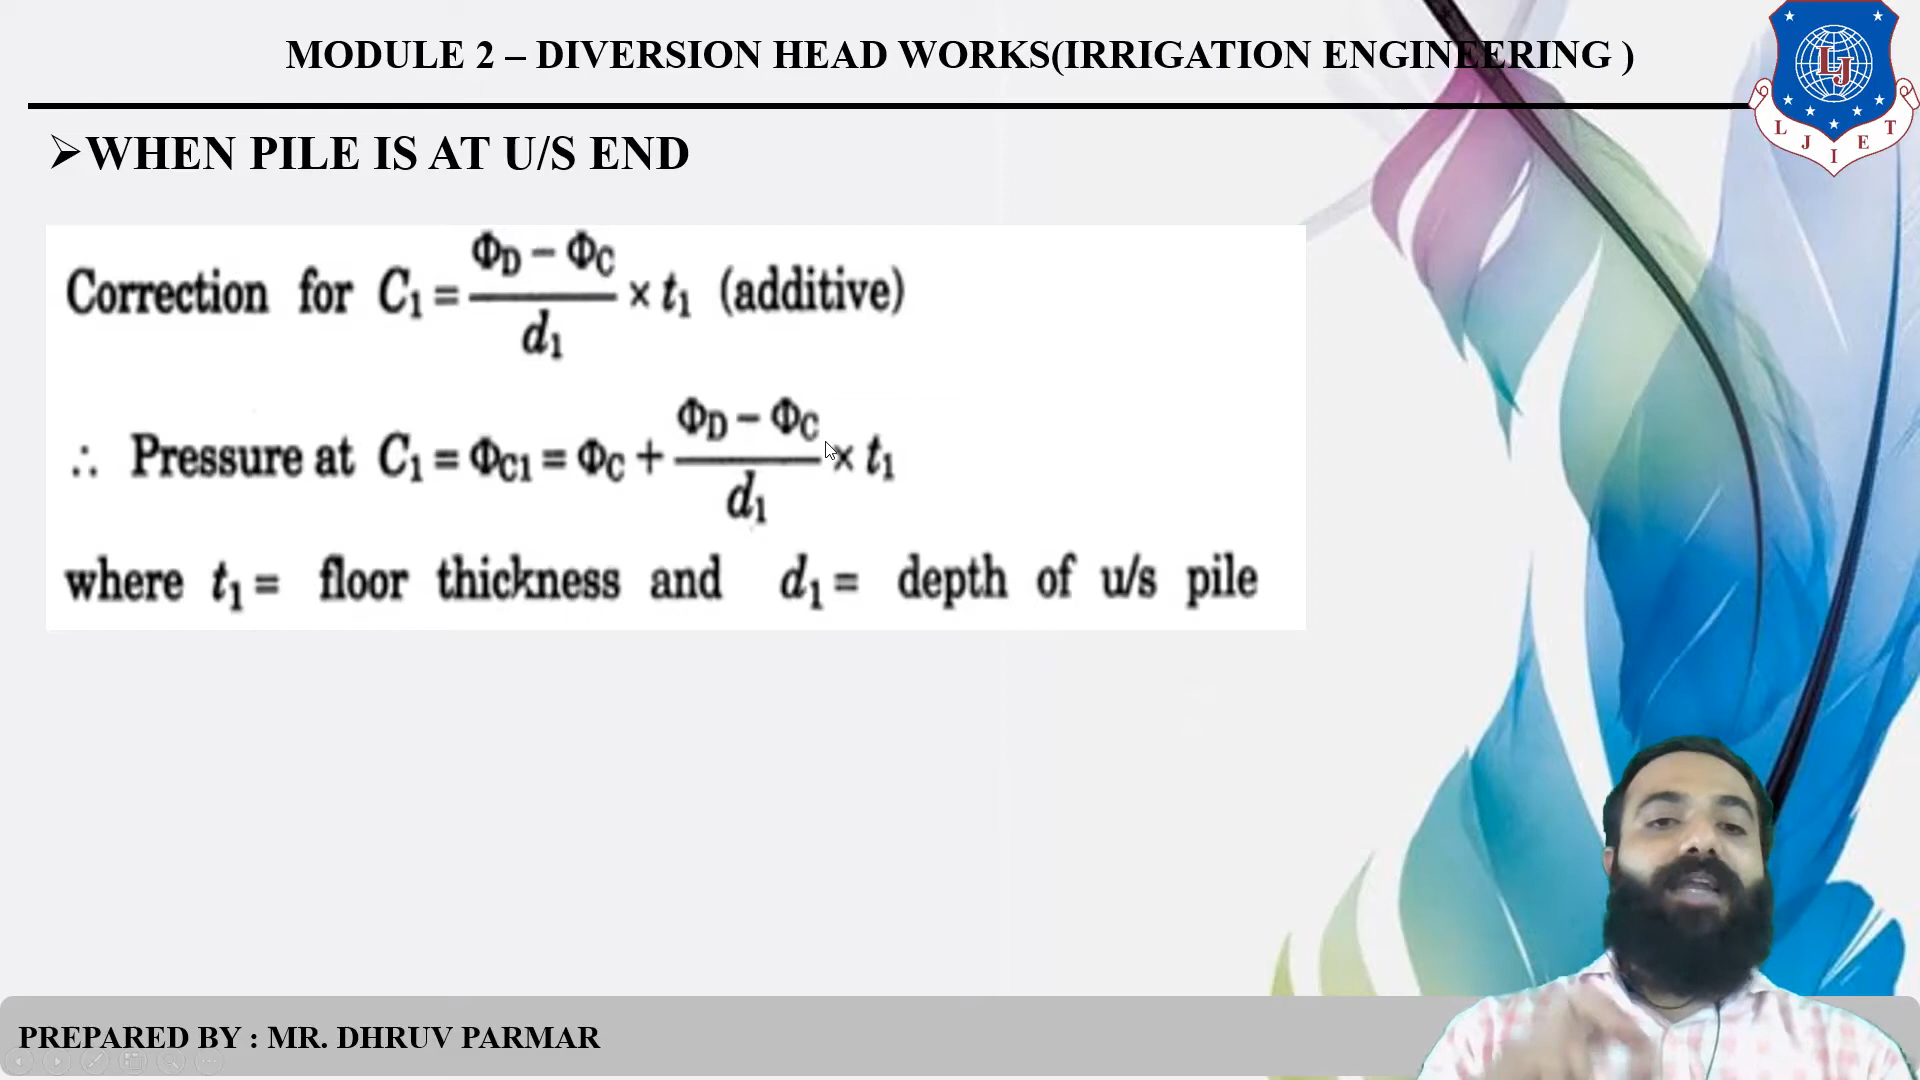 MODULE 2 – DIVERSION HEAD WORKS(IRRIGATION ENGINEERING )
LJ
L J I E T
➢WHEN PILE IS AT U/S END
Correction for C₁ = (Φ_D − Φ_C)/d₁ × t₁ (additive)
∴ Pressure at C₁ = Φ_C1 = Φ_C + (Φ_D − Φ_C)/d₁ × t₁
where t₁ = floor thickness and d₁ = depth of u/s pile
PREPARED BY : MR. DHRUV PARMAR